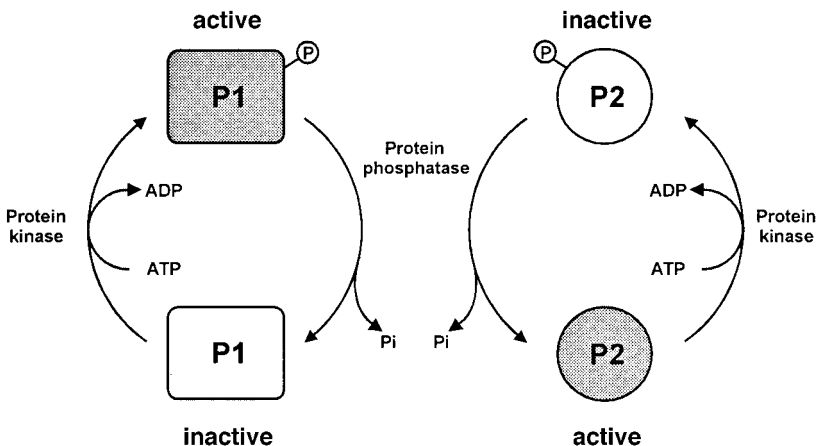 active
inactive
P
P
P1
P2
Protein
phosphatase
ADP
ADP
Protein
kinase
Protein
kinase
ATP
ATP
Pi
Pi
P1
P2
inactive
active